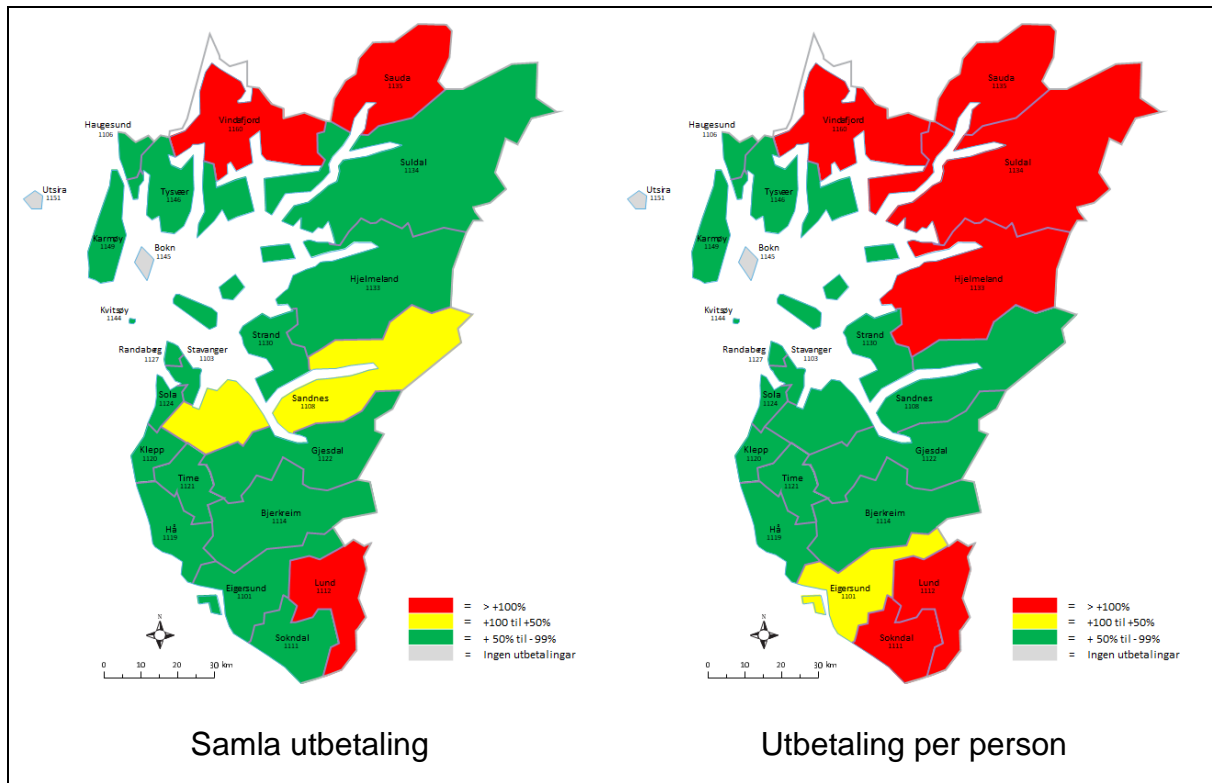 Sauda
1135
Vindafjord
1160
Haugesund
1106
Suldal
1134
Utsira
1151
Tysvær
1146
Karmøy
1149
Bokn
1145
Hjelmeland
1133
Kvitsøy
1144
Strand
1130
Randaberg
1127
Stavanger
1103
Sola
1124
Sandnes
1108
Klepp
1120
Gjesdal
1122
Time
1121
Bjerkreim
1114
Hå
1119
Eigersund
1101
Lund
1112
Sokndal
1111
N
0 10 20 30 km
= > +100%
= +100 til +50%
= + 50% til -99%
= Ingen utbetalingar
Samla utbetaling
Sauda
1135
Vindafjord
1160
Haugesund
1106
Suldal
1134
Utsira
1151
Tysvær
1146
Karmøy
1149
Bokn
1145
Hjelmeland
1133
Kvitsøy
1144
Strand
1130
Randaberg
1127
Stavanger
1103
Sola
1124
Sandnes
1108
Klepp
1120
Gjesdal
1122
Time
1121
Bjerkreim
1114
Hå
1119
Eigersund
1101
Lund
1112
Sokndal
1111
N
0 10 20 30 km
= > +100%
= +100 til +50%
= + 50% til -99%
= Ingen utbetalingar
Utbetaling per person